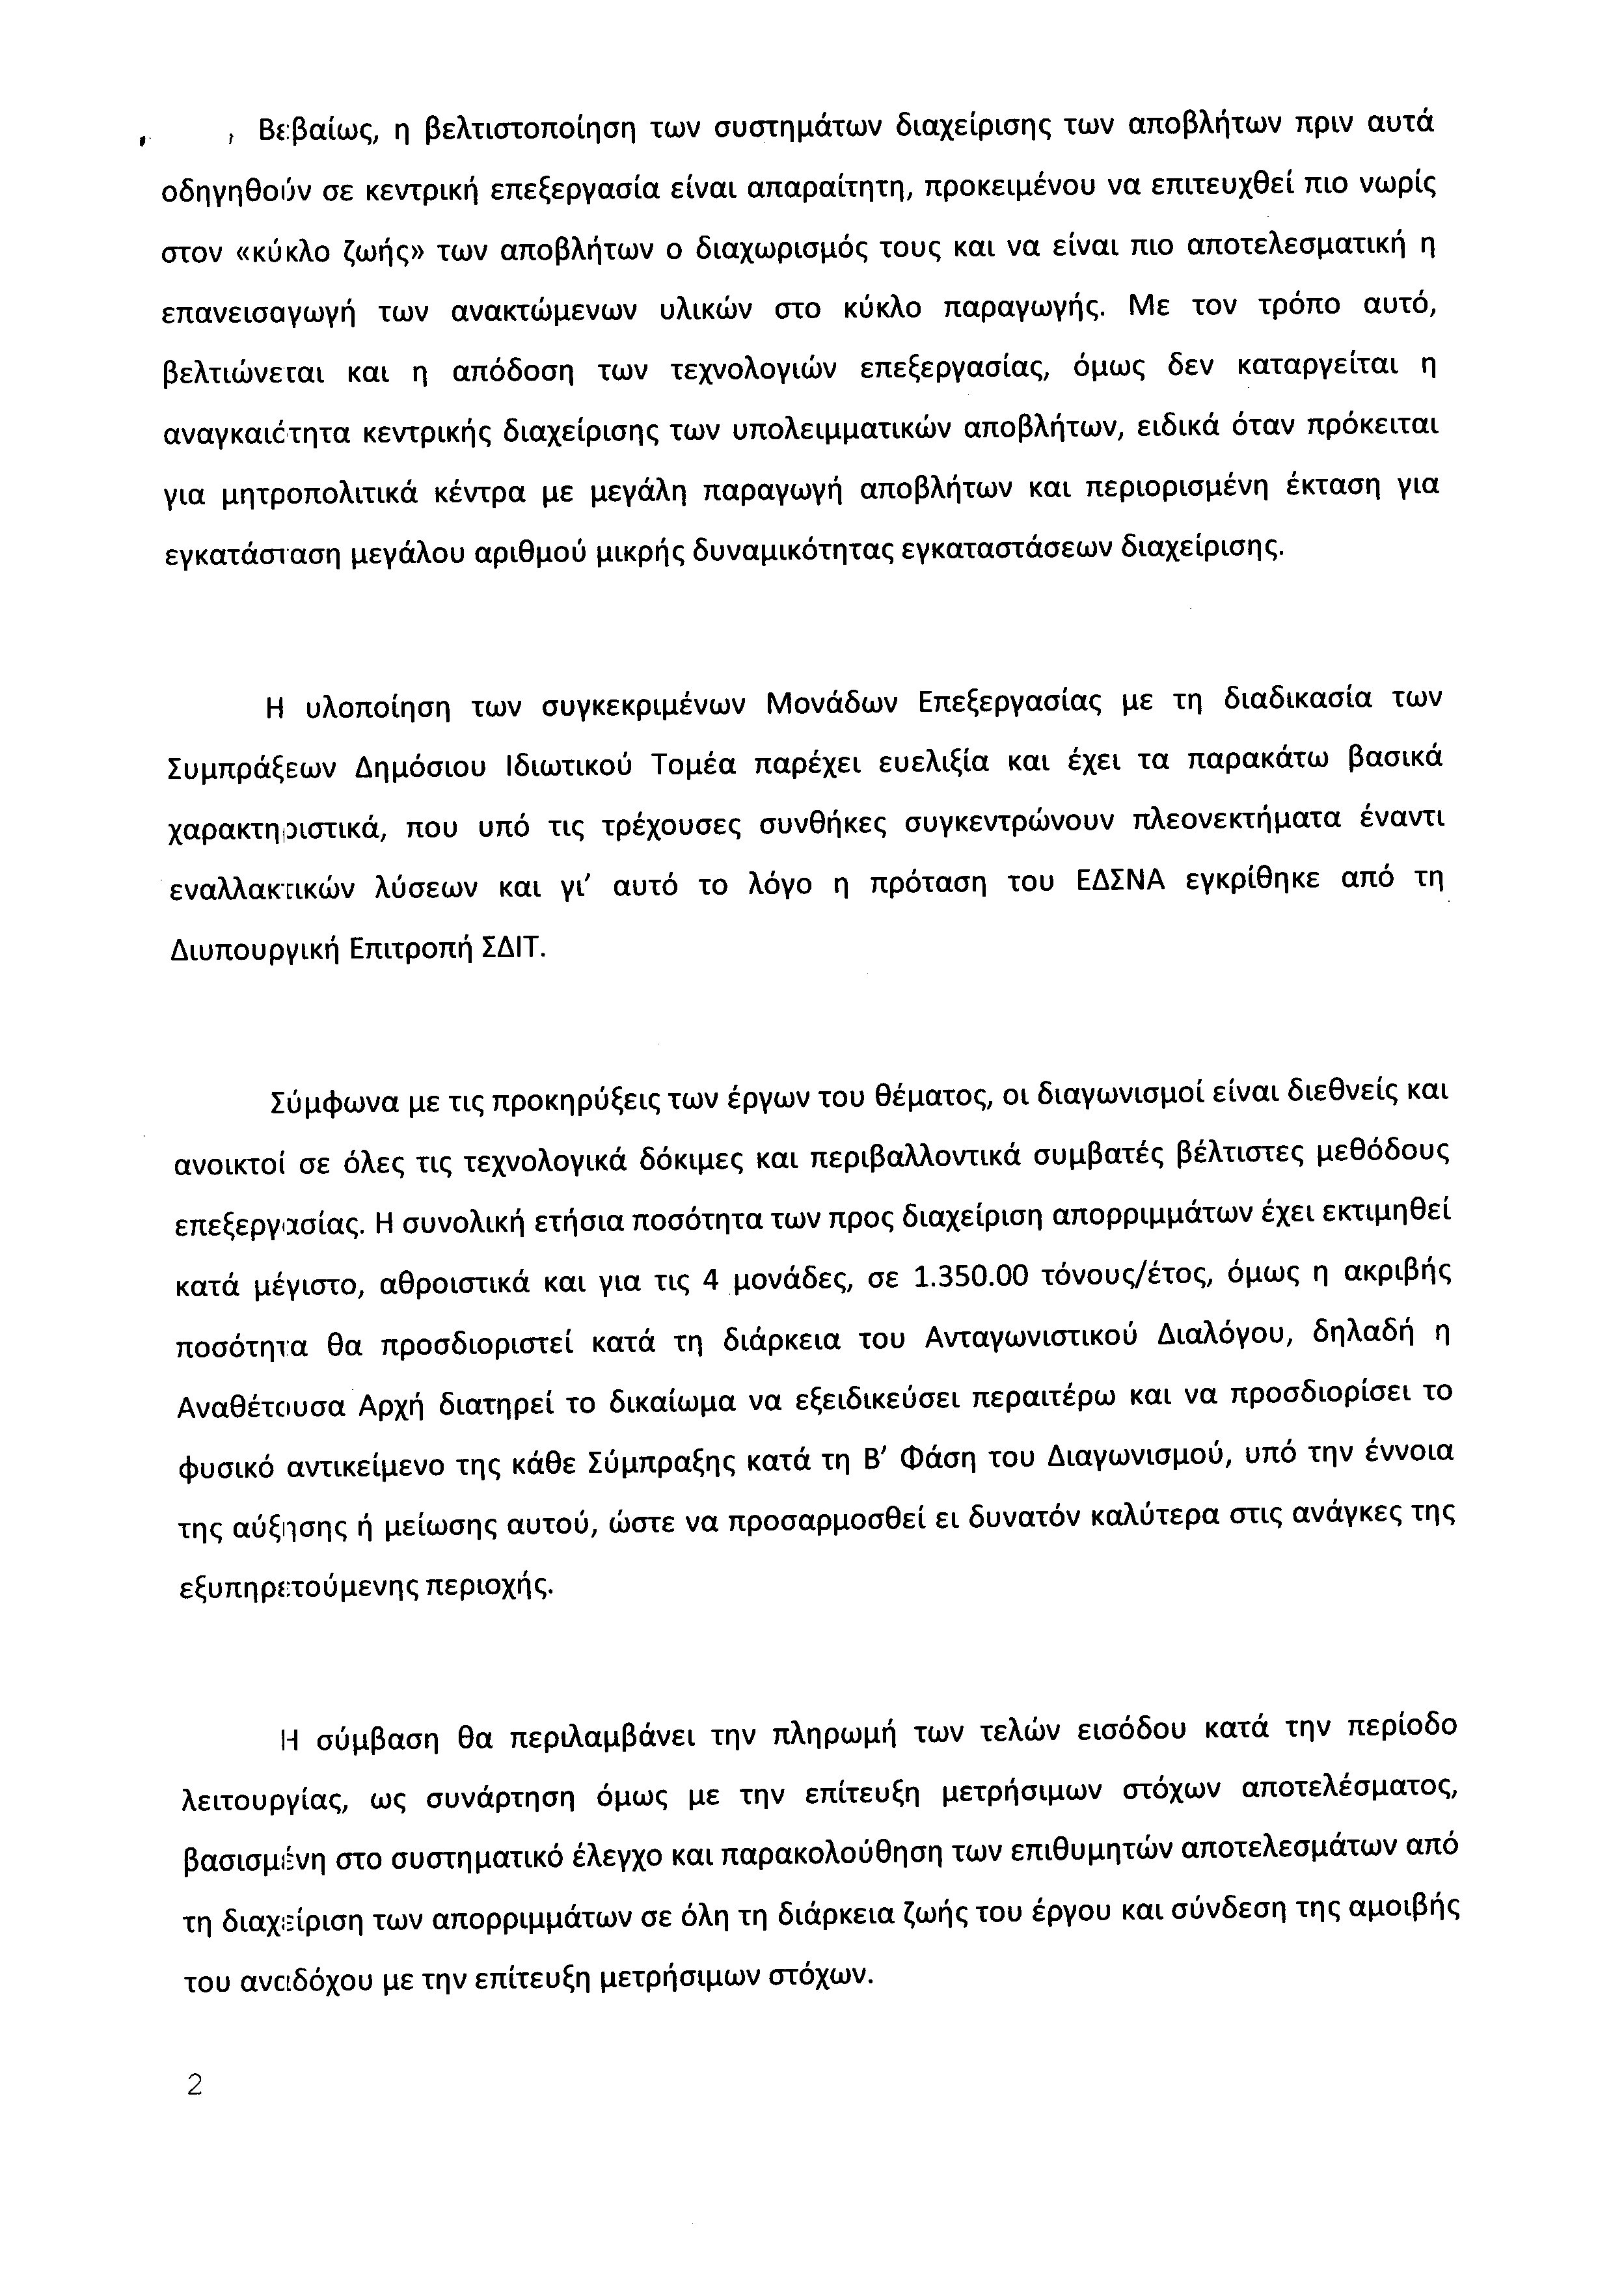 Βεβαίως, η βελτιστοποίηση των συστημάτων διαχείρισης των αποβλήτων πριν αυτά
οδηγηθούν σε κεντρική επεξεργασία είναι απαραίτητη, προκειμένου να επιτευχθεί πιο νωρίς
στον «κύκλο ζωής» των αποβλήτων ο διαχωρισμός τους και να είναι πιο αποτελεσματική η
επανεισαγωγή των ανακτώμενων υλικών στο κύκλο παραγωγής. Με τον τρόπο αυτό,
βελτιώνεται και η απόδοση των τεχνολογιών επεξεργασίας, όμως δεν καταργείται η
αναγκαιότητα κεντρικής διαχείρισης των υπολειμματικών αποβλήτων, ειδικά όταν πρόκειται
για μητροπολιτικά κέντρα με μεγάλη παραγωγή αποβλήτων και περιορισμένη έκταση για
εγκατάσταση μεγάλου αριθμού μικρής δυναμικότητας εγκαταστάσεων διαχείρισης.
Η υλοποίηση των συγκεκριμένων Μονάδων Επεξεργασίας με τη διαδικασία των
Συμπράξεων Δημόσιου Ιδιωτικού Τομέα παρέχει ευελιξία και έχει τα παρακάτω βασικά
χαρακτηριστικά, που υπό τις τρέχουσες συνθήκες συγκεντρώνουν πλεονεκτήματα έναντι
εναλλακτικών λύσεων και γι' αυτό το λόγο η πρόταση του ΕΔΣΝΑ εγκρίθηκε από τη
Διυπουργική Επιτροπή ΣΔΙΤ.
Σύμφωνα με τις προκηρύξεις των έργων του θέματος, οι διαγωνισμοί είναι διεθνείς και
ανοικτοί σε όλες τις τεχνολογικά δόκιμες και περιβαλλοντικά συμβατές βέλτιστες μεθόδους
επεξεργασίας. Η συνολική ετήσια ποσότητα των προς διαχείριση απορριμμάτων έχει εκτιμηθεί
κατά μέγιστο, αθροιστικά και για τις 4 μονάδες, σε 1.350.00 τόνους/έτος, όμως η ακριβής
ποσότητα θα προσδιοριστεί κατά τη διάρκεια του Ανταγωνιστικού Διαλόγου, δηλαδή η
Αναθέτουσα Αρχή διατηρεί το δικαίωμα να εξειδικεύσει περαιτέρω και να προσδιορίσει το
φυσικό αντικείμενο της κάθε Σύμπραξης κατά τη Β' Φάση του Διαγωνισμού, υπό την έννοια
της αύξησης ή μείωσης αυτού, ώστε να προσαρμοσθεί ει δυνατόν καλύτερα στις ανάγκες της
εξυπηρετούμενης περιοχής.
Η σύμβαση θα περιλαμβάνει την πληρωμή των τελών εισόδου κατά την περίοδο
λειτουργίας, ως συνάρτηση όμως με την επίτευξη μετρήσιμων στόχων αποτελέσματος,
βασισμένη στο συστηματικό έλεγχο και παρακολούθηση των επιθυμητών αποτελεσμάτων από
τη διαχείριση των απορριμμάτων σε όλη τη διάρκεια ζωής του έργου και σύνδεση της αμοιβής
του αναδόχου με την επίτευξη μετρήσιμων στόχων.
2